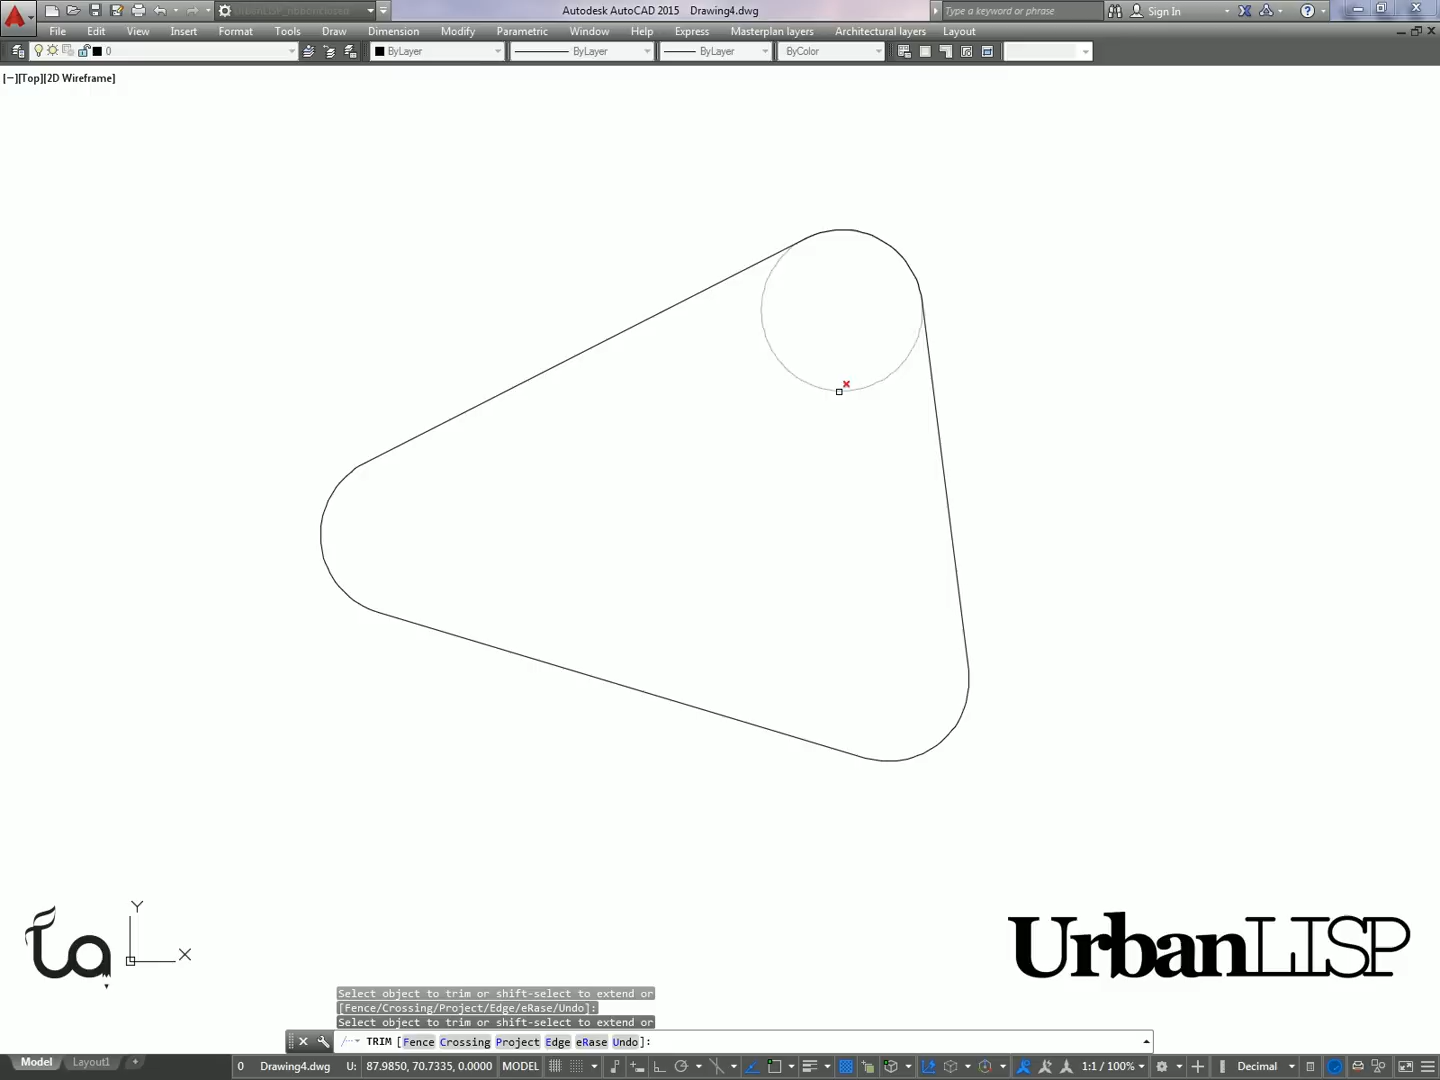 Autodesk AutoCAD 2015 Drawing4.dwg
Type a keyword or phrase
Sign In
File Edit View Insert Format Tools Draw Dimension Modify Parametric Window Help Express Masterplan layers Architectural layers Layout
0 ByLayer ByLayer ByLayer ByColor
[−][Top][2D Wireframe]
Y
X
ta
UrbanLISP
Select object to trim or shift-select to extend or
[Fence/Crossing/Project/Edge/eRase/Undo]:
Select object to trim or shift-select to extend or
TRIM [Fence Crossing Project Edge eRase Undo]:
Model Layout1 +
0 Drawing4.dwg U: 87.9850, 70.7335, 0.0000 MODEL 1:1 / 100% Decimal